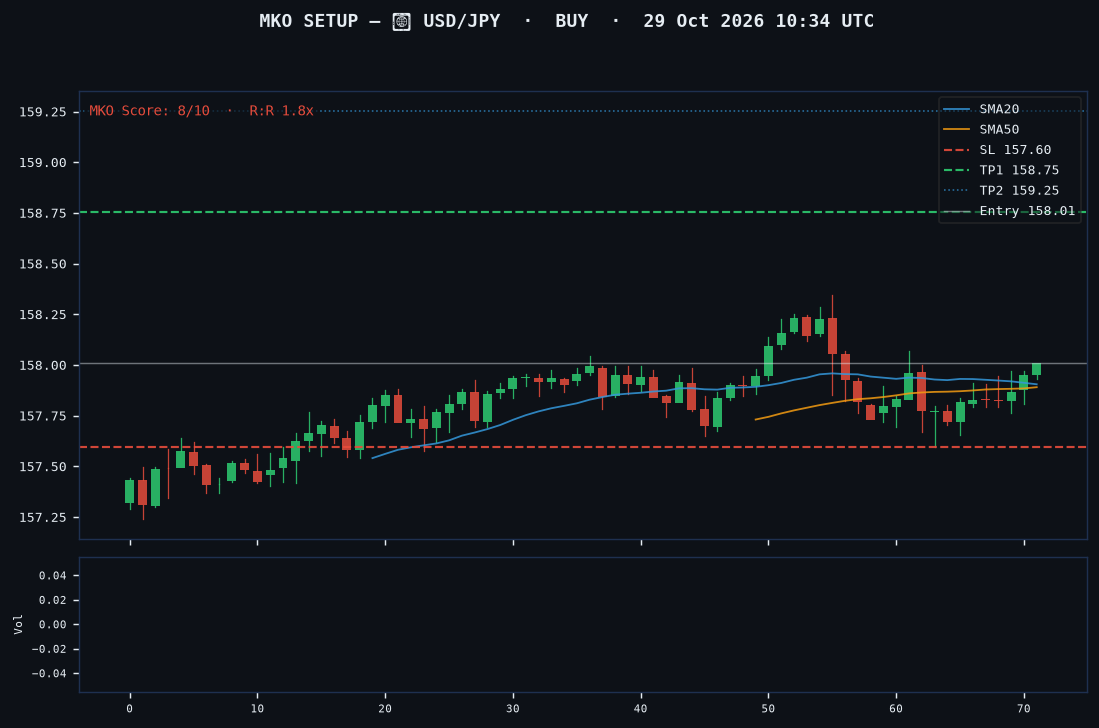 MKO SETUP — USD/JPY · BUY · 29 Oct 2026 10:34 UTC
MKO Score: 8/10 · R:R 1.8x
SMA20
SMA50
SL 157.60
TP1 158.75
TP2 159.25
Entry 158.01
159.25
159.00
158.75
158.50
158.25
158.00
157.75
157.50
157.25
Vol
0.04
0.02
0.00
−0.02
−0.04
0 10 20 30 40 50 60 70